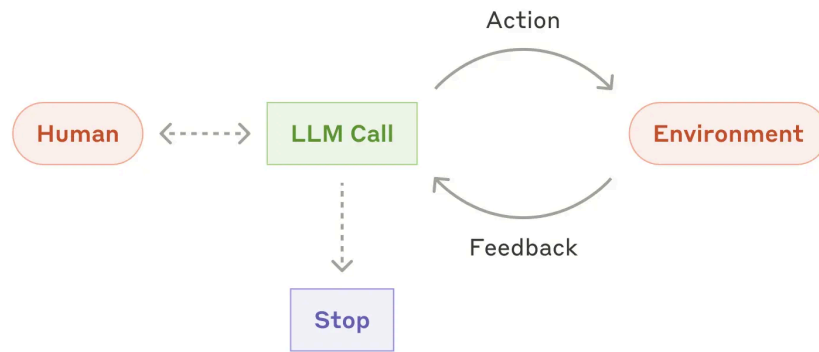 Action
Human
LLM Call
Environment
Feedback
Stop